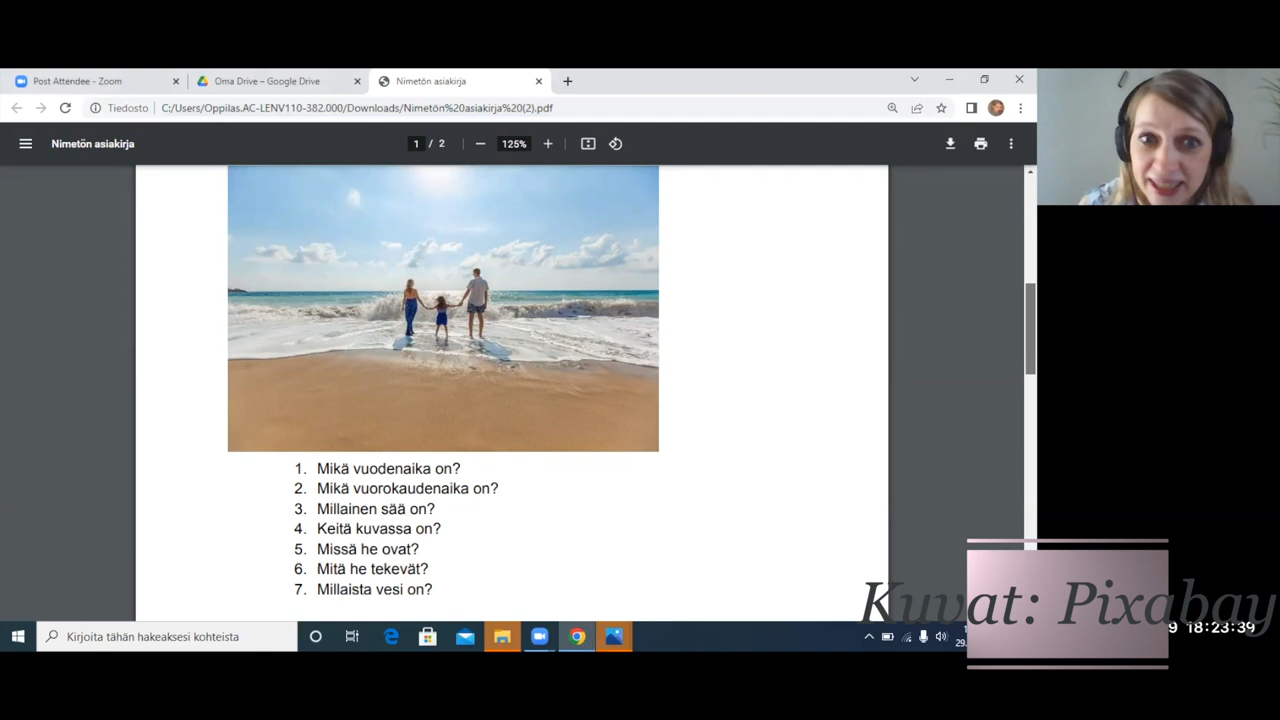 Post Attendee - Zoom
Oma Drive – Google Drive
Nimetön asiakirja
Tiedosto
C:/Users/Oppilas.AC-LENV110-382.000/Downloads/Nimetön%20asiakirja%20(2).pdf
Nimetön asiakirja
1 / 2
125%
1. Mikä vuodenaika on?
2. Mikä vuorokaudenaika on?
3. Millainen sää on?
4. Keitä kuvassa on?
5. Missä he ovat?
6. Mitä he tekevät?
7. Millaista vesi on?
Kuvat: Pixabay
18:23:39
Kirjoita tähän hakeaksesi kohteista